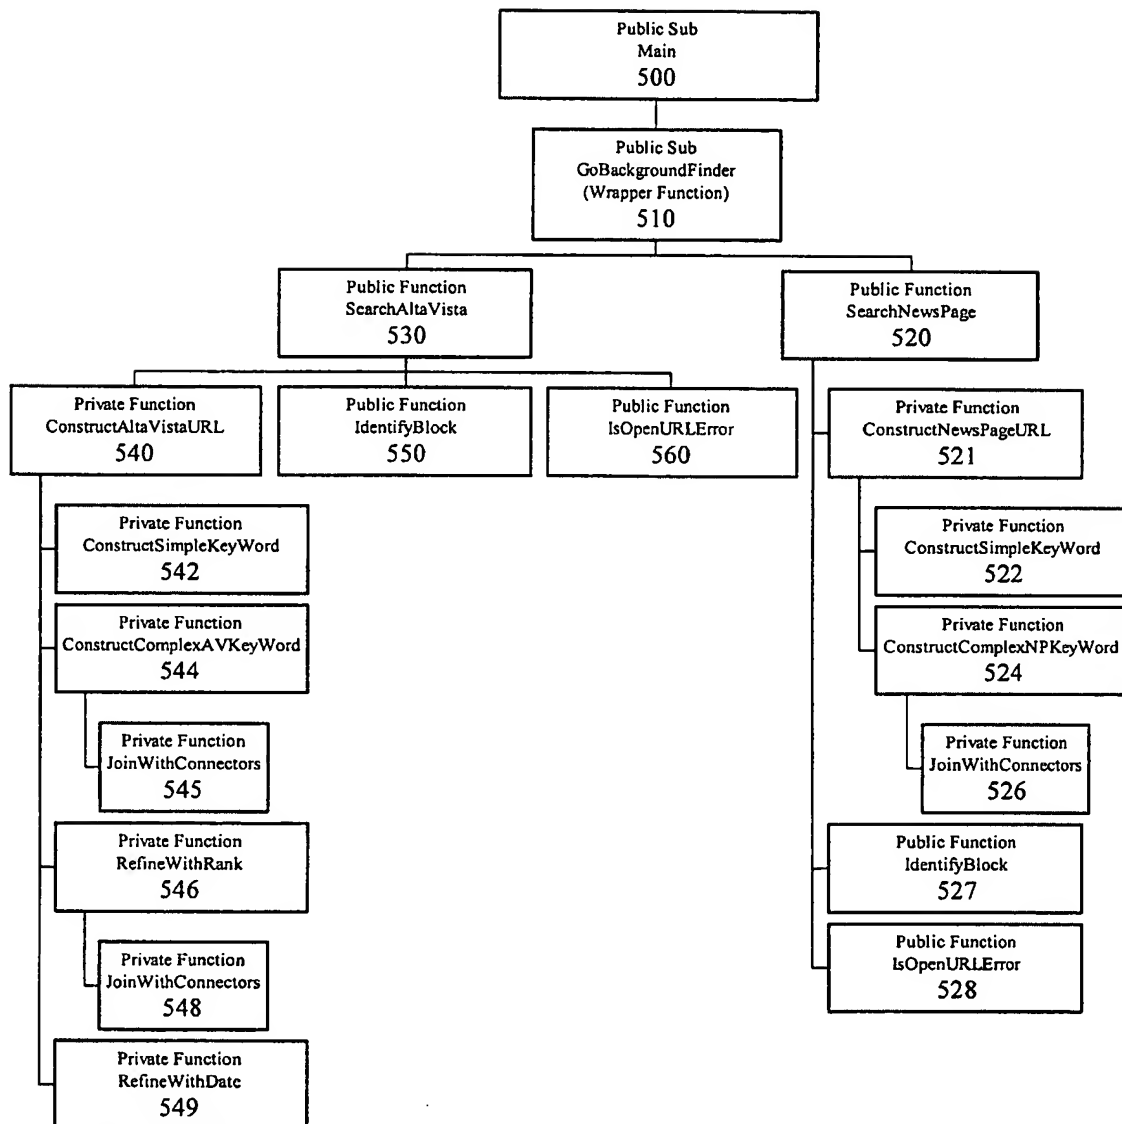 Public Sub
Main
500
Public Sub
GoBackgroundFinder
(Wrapper Function)
510
Public Function
SearchAltaVista
530
Public Function
SearchNewsPage
520
Private Function
ConstructAltaVistaURL
540
Public Function
IdentifyBlock
550
Public Function
IsOpenURLError
560
Private Function
ConstructNewsPageURL
521
Private Function
ConstructSimpleKeyWord
542
Private Function
ConstructSimpleKeyWord
522
Private Function
ConstructComplexAVKeyWord
544
Private Function
ConstructComplexNPKeyWord
524
Private Function
JoinWithConnectors
545
Private Function
JoinWithConnectors
526
Private Function
RefineWithRank
546
Public Function
IdentifyBlock
527
Private Function
JoinWithConnectors
548
Public Function
IsOpenURLError
528
Private Function
RefineWithDate
549